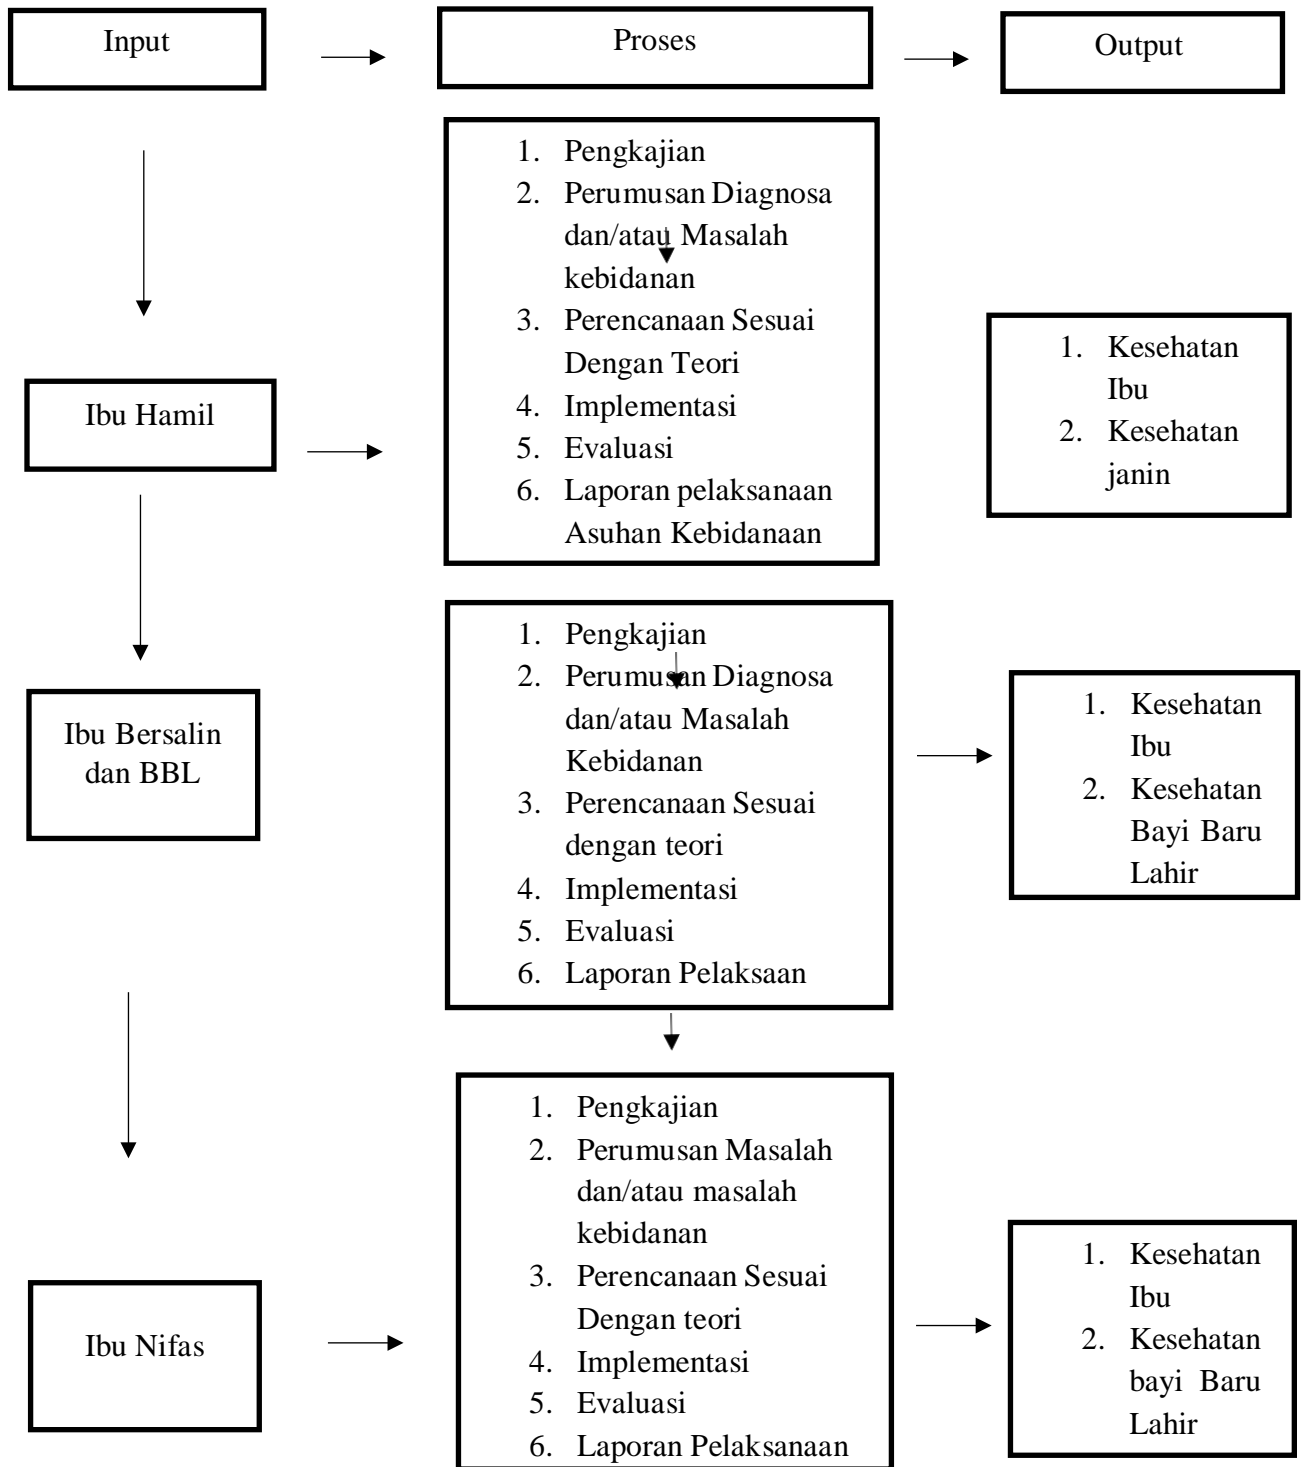 Input
Proses
Output
1. Pengkajian
2. Perumusan Diagnosa
dan/atau Masalah
kebidanan
3. Perencanaan Sesuai
Dengan Teori
4. Implementasi
5. Evaluasi
6. Laporan pelaksanaan
Asuhan Kebidanaan
Ibu Hamil
1. Kesehatan
Ibu
2. Kesehatan
janin
1. Pengkajian
2. Perumusan Diagnosa
dan/atau Masalah
Kebidanan
3. Perencanaan Sesuai
dengan teori
4. Implementasi
5. Evaluasi
6. Laporan Pelaksaan
Ibu Bersalin
dan BBL
1. Kesehatan
Ibu
2. Kesehatan
Bayi Baru
Lahir
1. Pengkajian
2. Perumusan Masalah
dan/atau masalah
kebidanan
3. Perencanaan Sesuai
Dengan teori
4. Implementasi
5. Evaluasi
6. Laporan Pelaksanaan
Ibu Nifas
1. Kesehatan
Ibu
2. Kesehatan
bayi Baru
Lahir